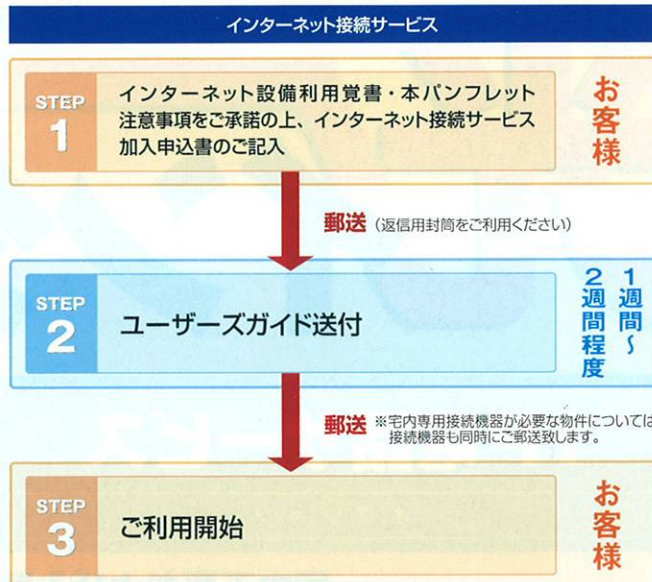 インターネット接続サービス
STEP
1
インターネット設備利用覚書・本パンフレット
注意事項をご承諾の上、インターネット接続サービス
加入申込書のご記入
お客様
郵送（返信用封筒をご利用ください）
STEP
2
ユーザーズガイド送付
1週間～
2週間程度
郵送 ※宅内専用接続機器が必要な物件については
接続機器も同時にご郵送致します。
STEP
3
ご利用開始
お客様